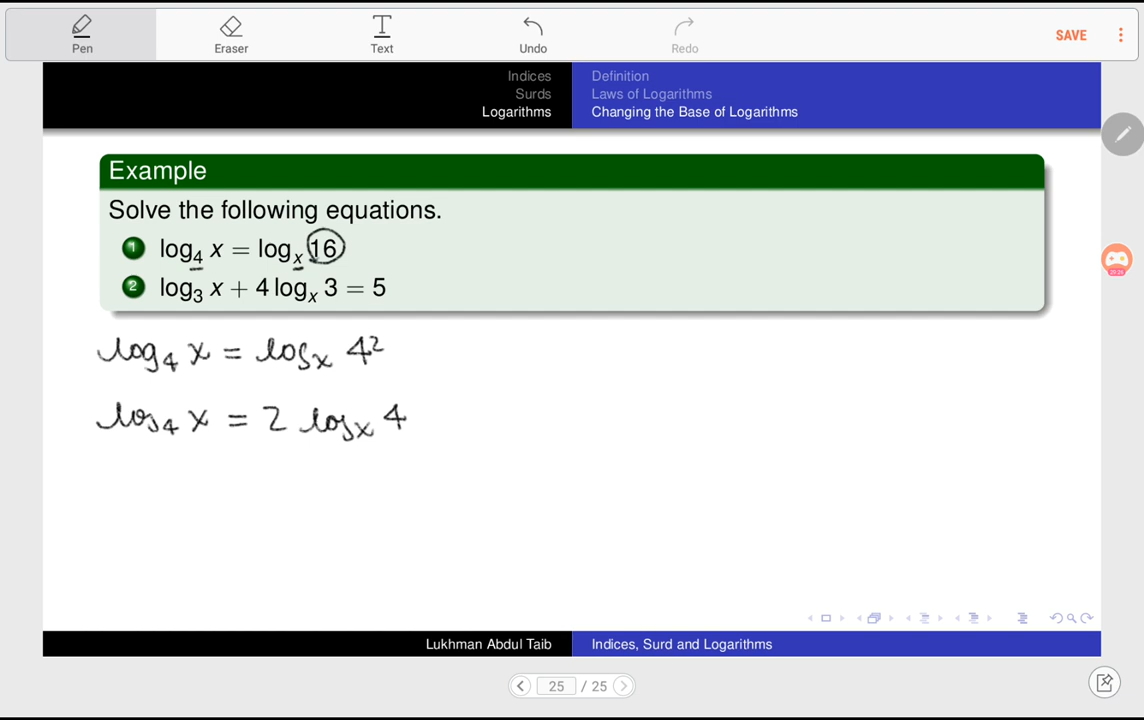 Pen Eraser Text Undo Redo SAVE
Indices Definition
Surds Laws of Logarithms
Logarithms Changing the Base of Logarithms
Example
Solve the following equations.
1 log₄ x = logₓ 16
2 log₃ x + 4 logₓ 3 = 5
log₄ x = logₓ 4²
log₄ x = 2 logₓ 4
Lukhman Abdul Taib Indices, Surd and Logarithms
25 / 25